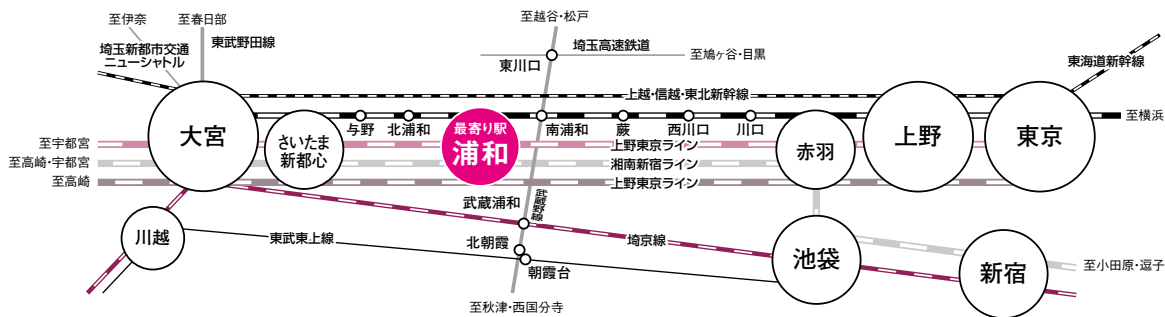 至越谷・松戸
至伊奈
至春日部
埼玉新都市交通
ニューシャトル
東武野田線
埼玉高速鉄道
至鳩ヶ谷・目黒
東川口
東海道新幹線
上越・信越・東北新幹線
大宮
さいたま
新都心
与野
北浦和
最寄り駅
浦和
南浦和
蕨
西川口
川口
赤羽
上野
東京
至横浜
至宇都宮
上野東京ライン
至高崎・宇都宮
湘南新宿ライン
至高崎
上野東京ライン
武蔵浦和
武蔵野線
川越
東武東上線
北朝霞
朝霞台
埼京線
池袋
新宿
至小田原・逗子
至秋津・西国分寺